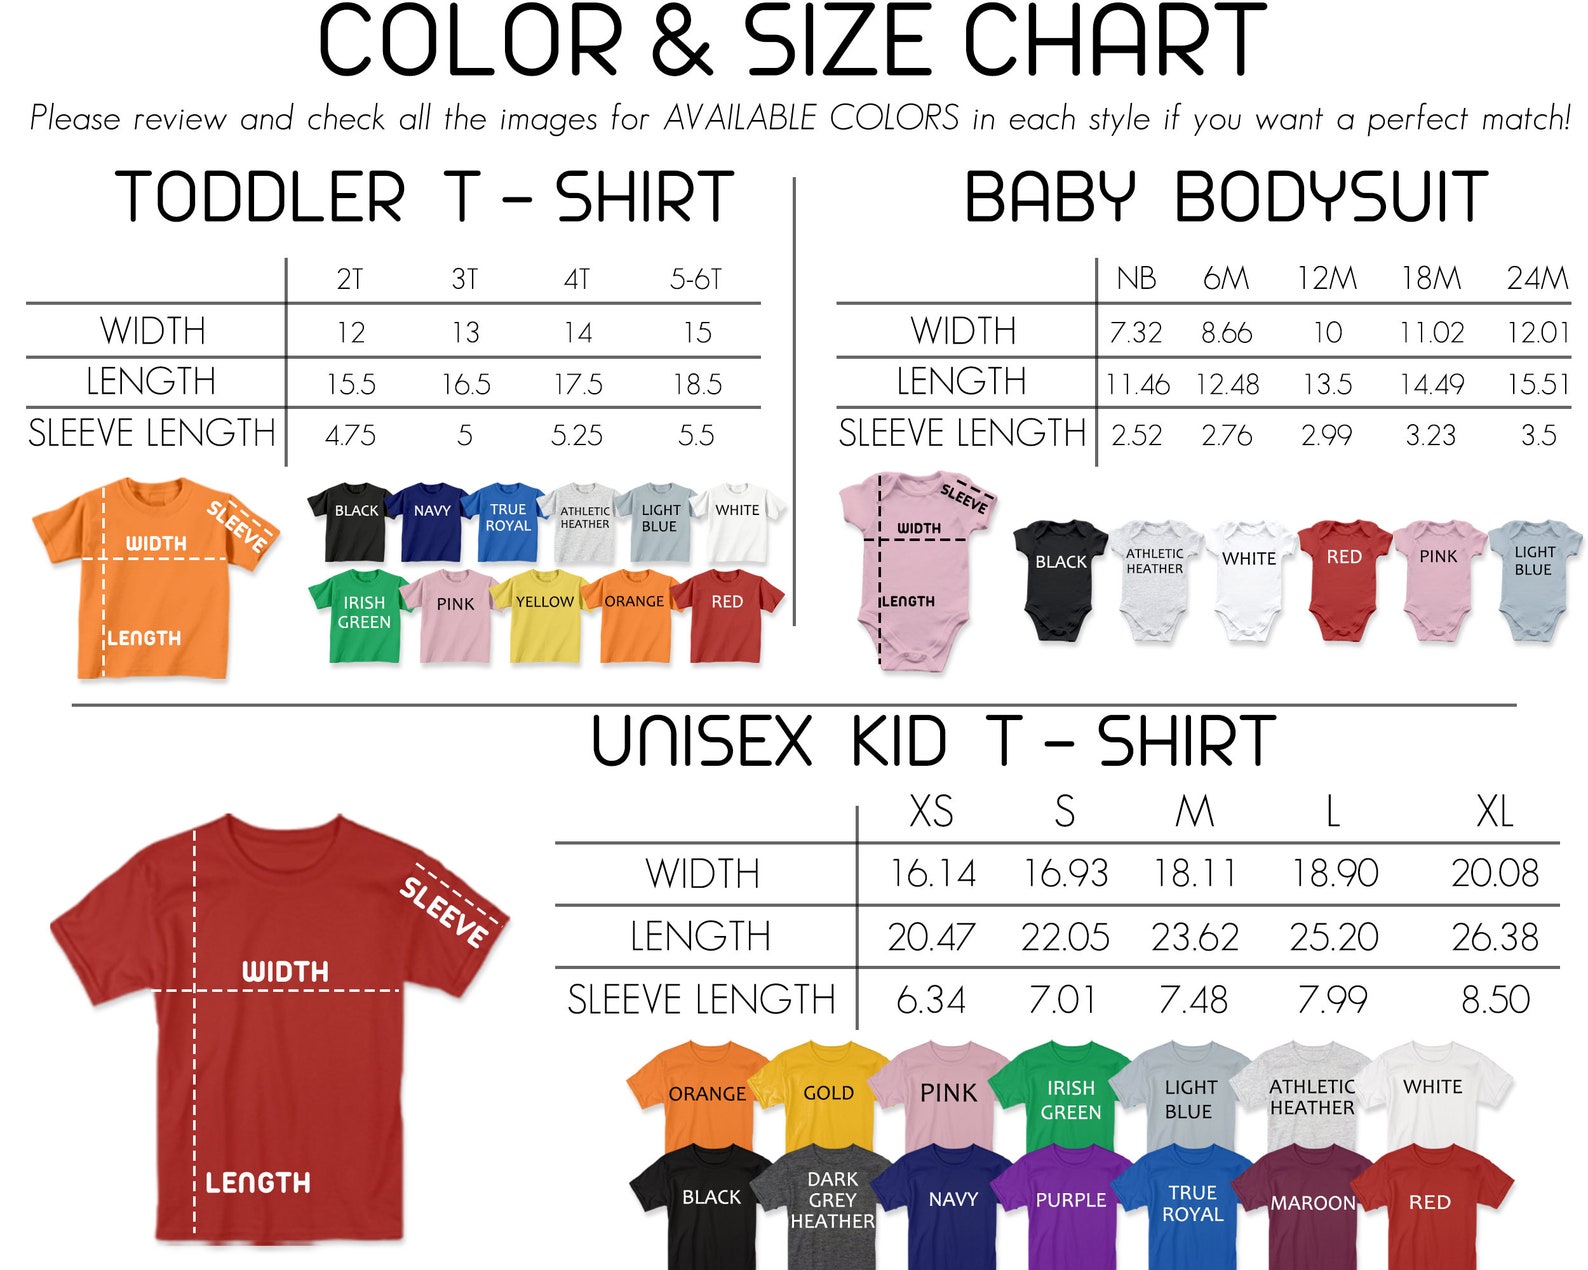 COLOR & SIZE CHART
Please review and check all the images for AVAILABLE COLORS in each style if you want a perfect match!
TODDLER T - SHIRT
2T 3T 4T 5-6T
WIDTH 12 13 14 15
LENGTH 15.5 16.5 17.5 18.5
SLEEVE LENGTH 4.75 5 5.25 5.5
SLEEVE
WIDTH
LENGTH
BLACK
NAVY
TRUE
ROYAL
ATHLETIC
HEATHER
LIGHT
BLUE
WHITE
IRISH
GREEN
PINK
YELLOW
ORANGE
RED
BABY BODYSUIT
NB 6M 12M 18M 24M
WIDTH 7.32 8.66 10 11.02 12.01
LENGTH 11.46 12.48 13.5 14.49 15.51
SLEEVE LENGTH 2.52 2.76 2.99 3.23 3.5
SLEEVE
WIDTH
LENGTH
BLACK
ATHLETIC
HEATHER
WHITE
RED
PINK
LIGHT
BLUE
UNISEX KID T - SHIRT
XS S M L XL
WIDTH 16.14 16.93 18.11 18.90 20.08
LENGTH 20.47 22.05 23.62 25.20 26.38
SLEEVE LENGTH 6.34 7.01 7.48 7.99 8.50
SLEEVE
WIDTH
LENGTH
ORANGE
GOLD
PINK
IRISH
GREEN
LIGHT
BLUE
ATHLETIC
HEATHER
WHITE
BLACK
DARK
GREY
HEATHER
NAVY
PURPLE
TRUE
ROYAL
MAROON
RED